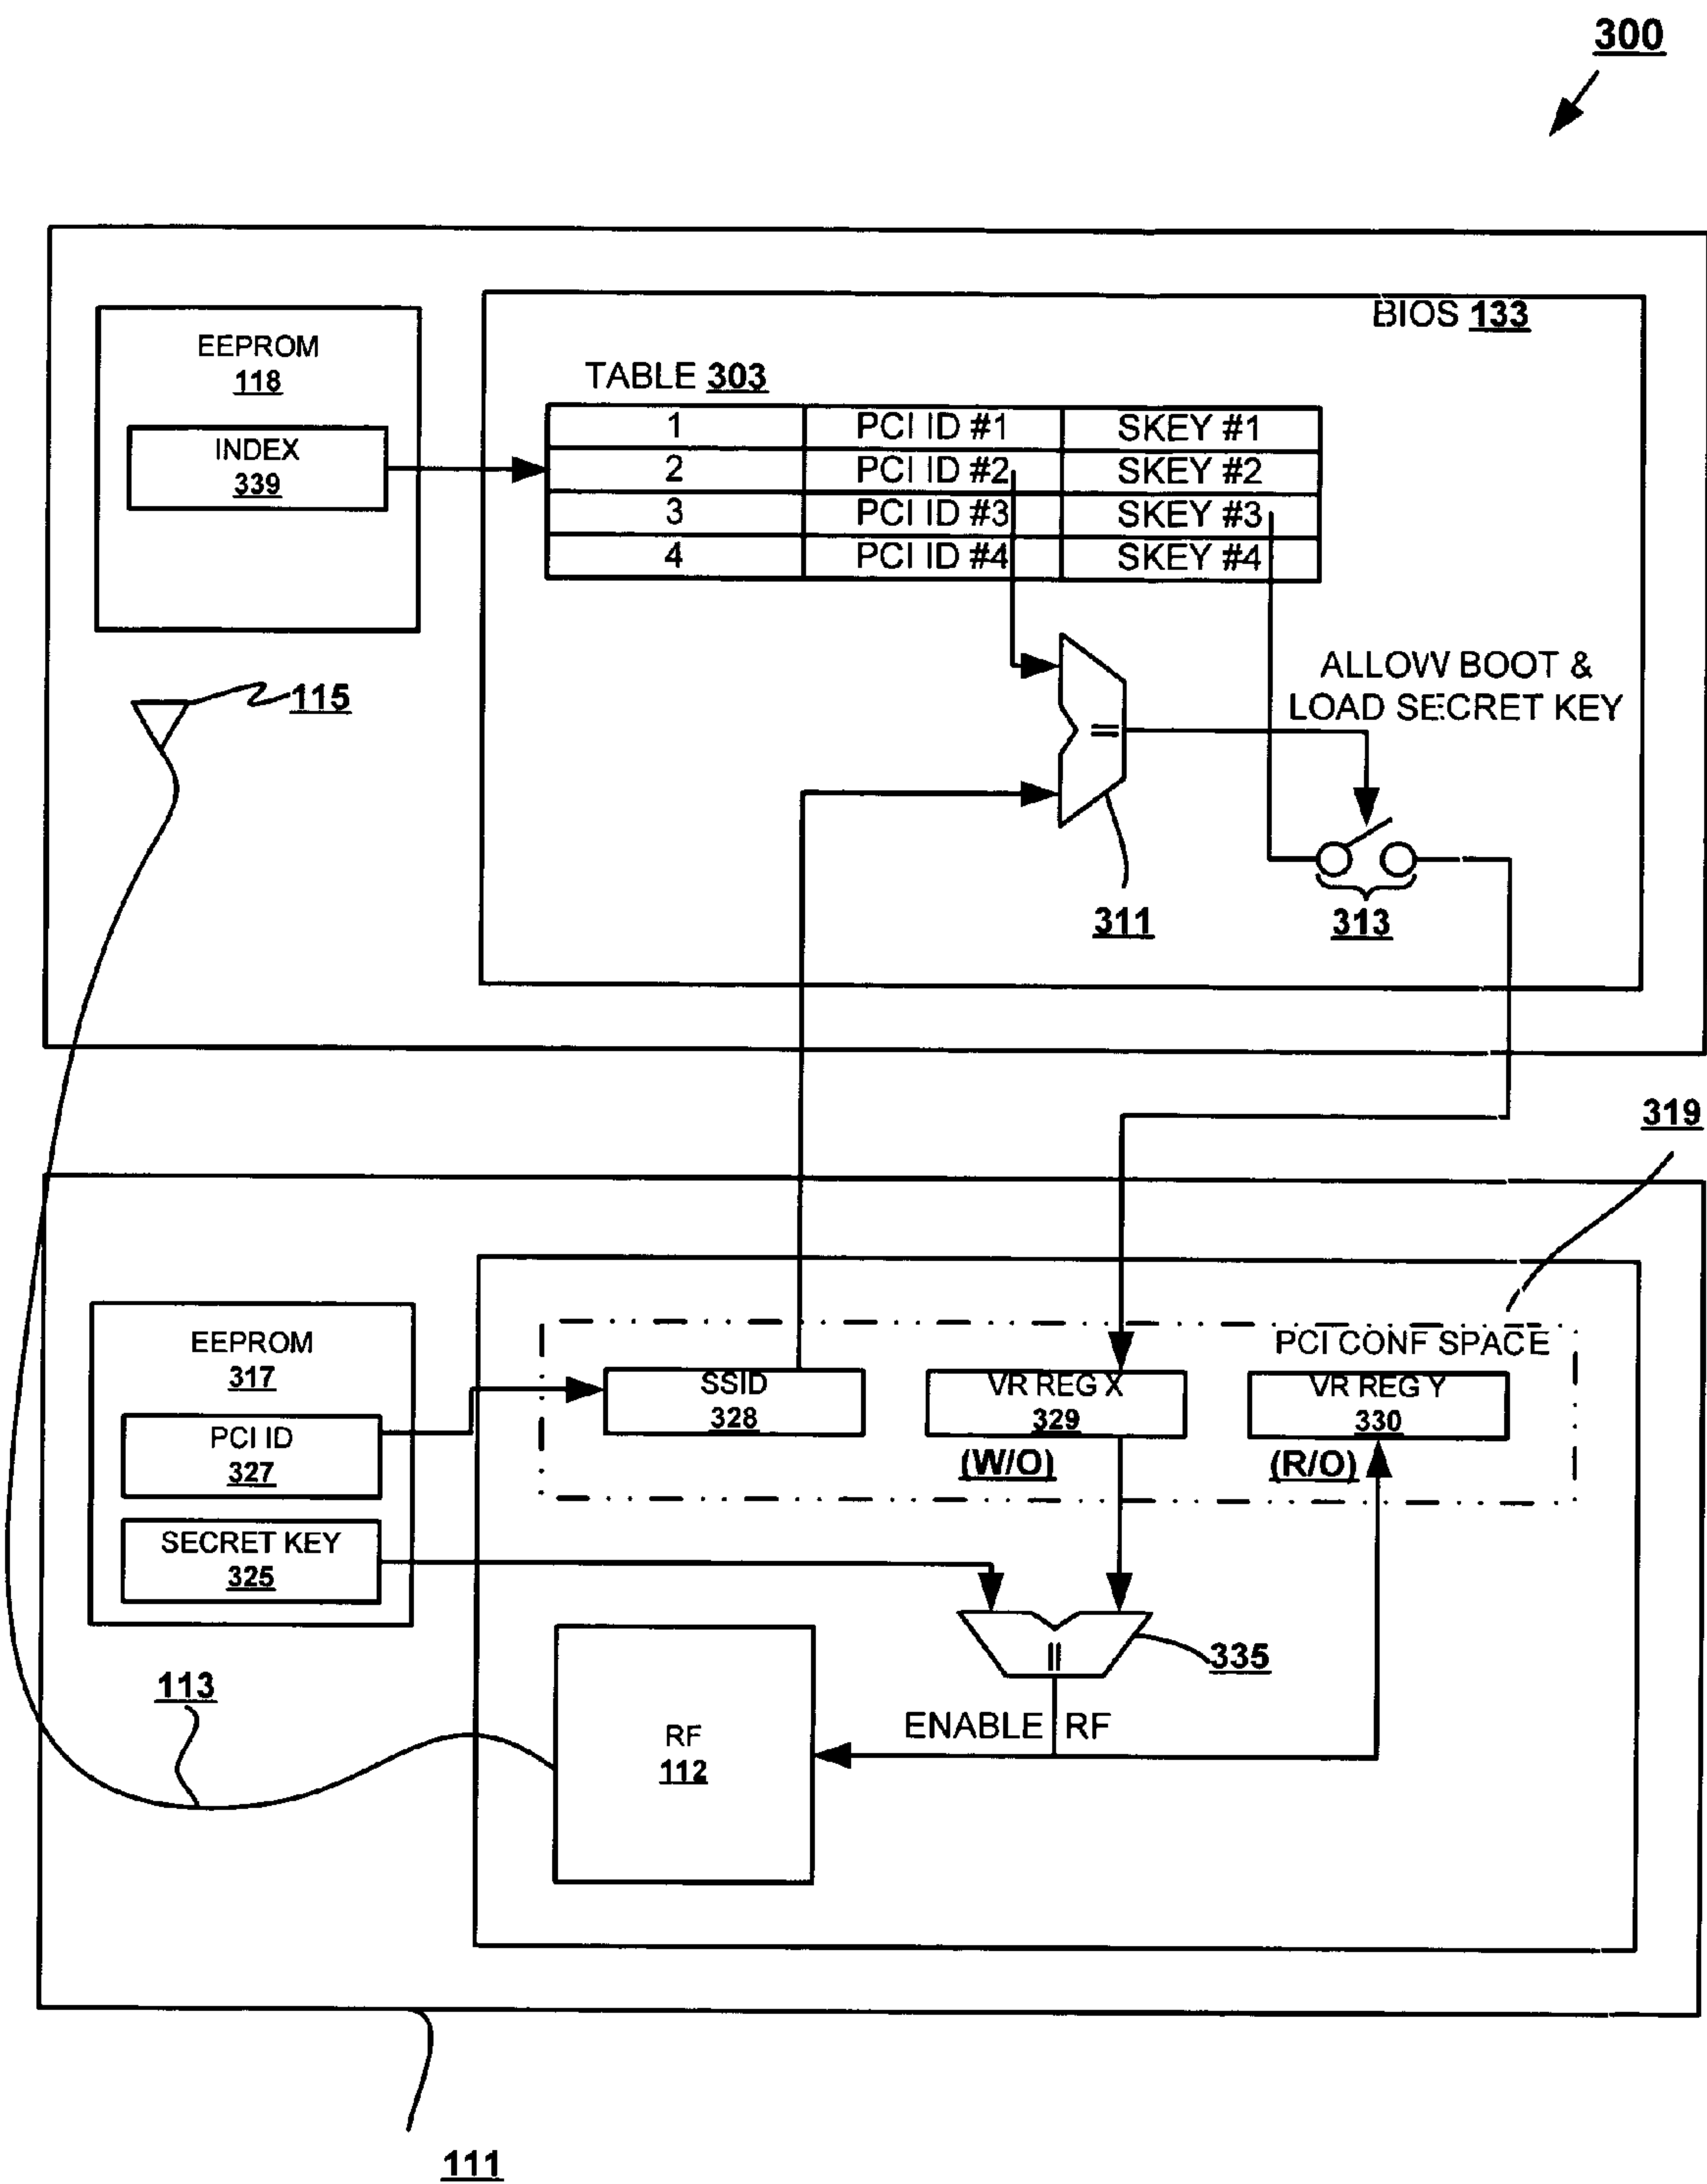 300
BIOS 133
EEPROM
118
INDEX
339
TABLE 303
1 PCI ID #1 SKEY #1
2 PCI ID #2 SKEY #2
3 PCI ID #3 SKEY #3
4 PCI ID #4 SKEY #4
115
ALLOW BOOT &
LOAD SECRET KEY
=
311
313
319
PCI CONF SPACE
EEPROM
317
PCI ID
327
SECRET KEY
325
SSID
328
VR REG X
329
(W/O)
VR REG Y
330
(R/O)
=
335
ENABLE RF
RF
112
113
111